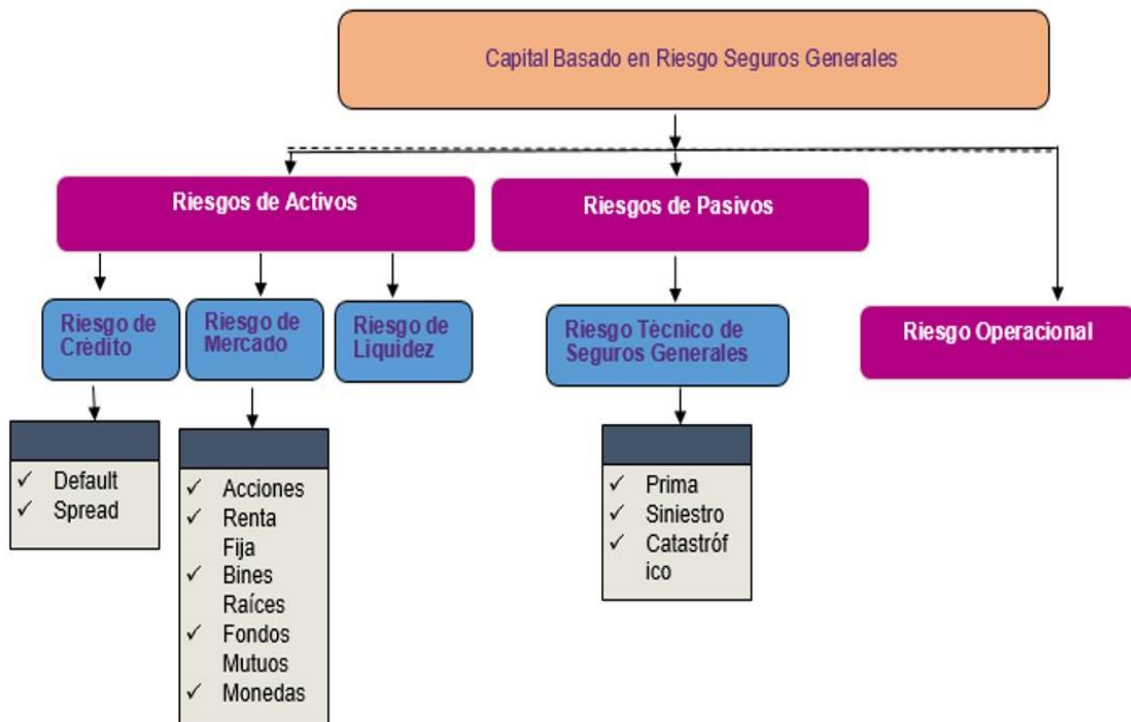 Capital Basado en Riesgo Seguros Generales
Riesgos de Activos
Riesgos de Pasivos
Riesgo de
Crèdito
Riesgo de
Mercado
Riesgo de
Liquidez
Riesgo Tècnico de
Seguros Generales
Riesgo Operacional
✓ Default
✓ Spread
✓ Acciones
✓ Renta
Fija
✓ Bines
Raíces
✓ Fondos
Mutuos
✓ Monedas
✓ Prima
✓ Siniestro
✓ Catastróf
ico